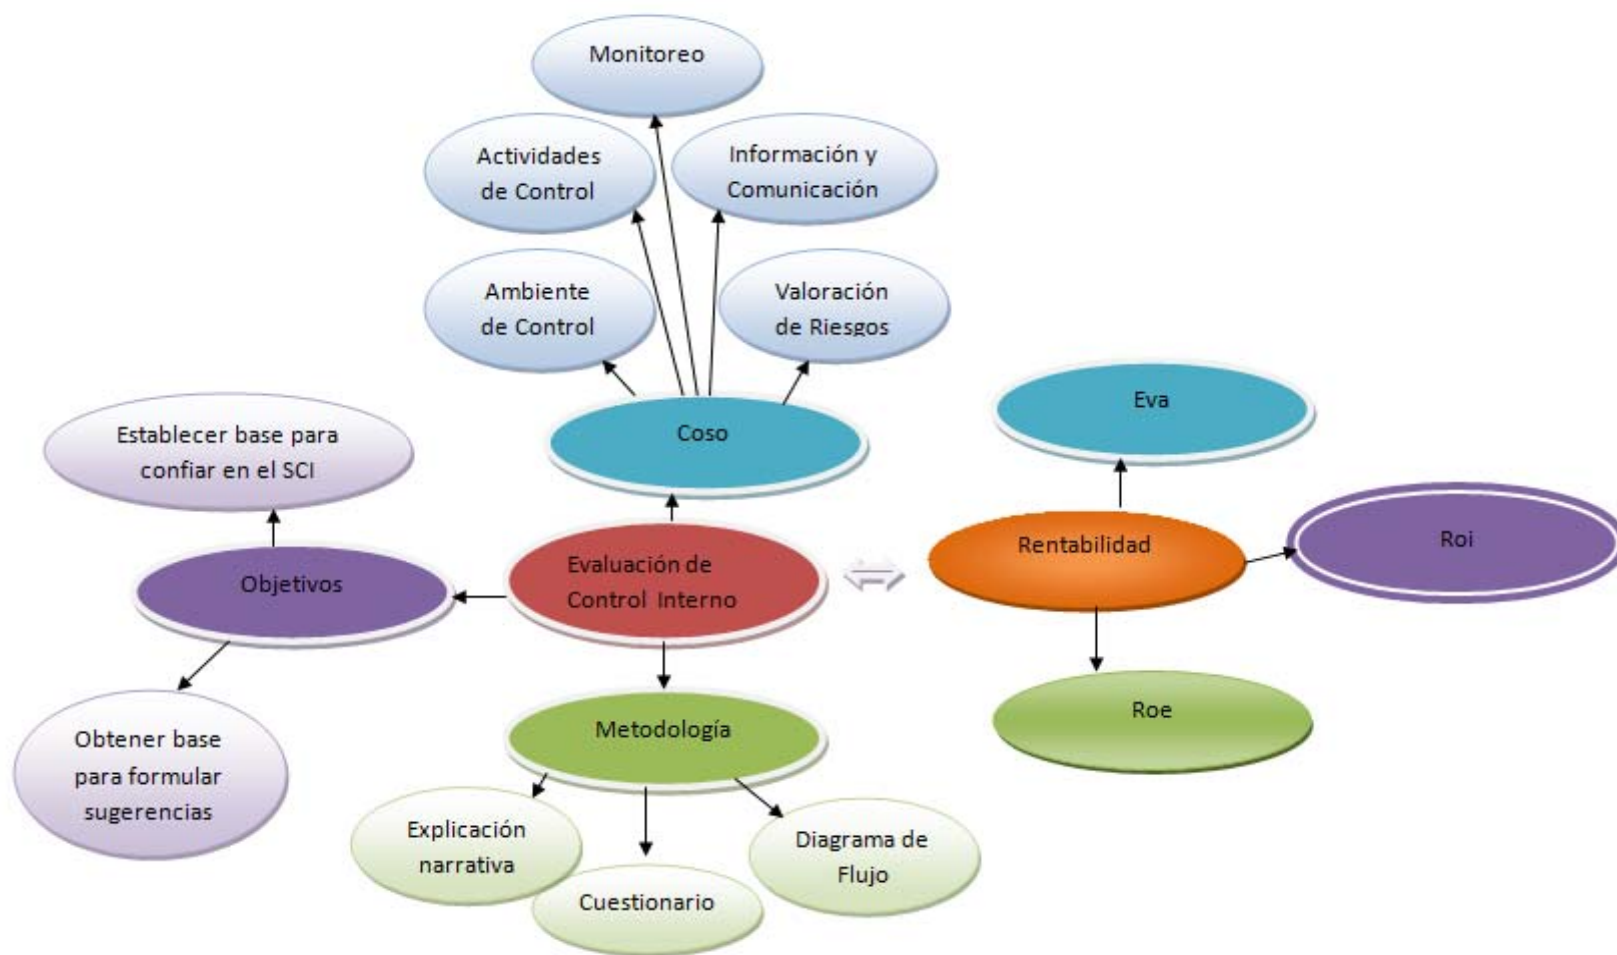 Monitoreo
Actividades
de Control
Información y
Comunicación
Ambiente
de Control
Valoración
de Riesgos
Coso
Eva
Establecer base para
confiar en el SCI
Objetivos
Evaluación de
Control Interno
Rentabilidad
Roi
Roe
Obtener base
para formular
sugerencias
Metodología
Explicación
narrativa
Cuestionario
Diagrama de
Flujo